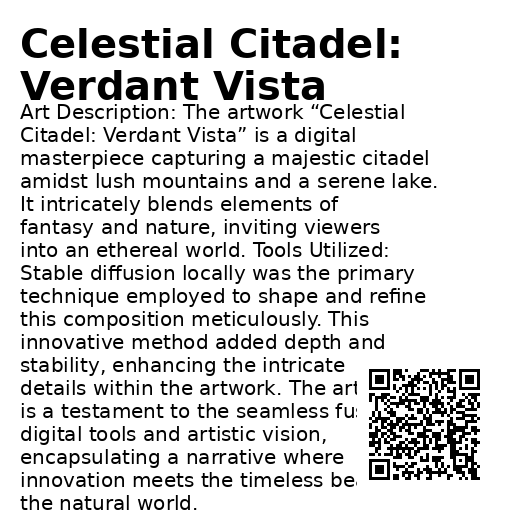 Celestial Citadel:
Verdant Vista
Art Description: The artwork “Celestial
Citadel: Verdant Vista” is a digital
masterpiece capturing a majestic citadel
amidst lush mountains and a serene lake.
It intricately blends elements of
fantasy and nature, inviting viewers
into an ethereal world. Tools Utilized:
Stable diffusion locally was the primary
technique employed to shape and refine
this composition meticulously. This
innovative method added depth and
stability, enhancing the intricate
details within the artwork. The art
is a testament to the seamless
digital tools and artistic vision,
encapsulating a narrative where
innovation meets the timeless
the natural world.